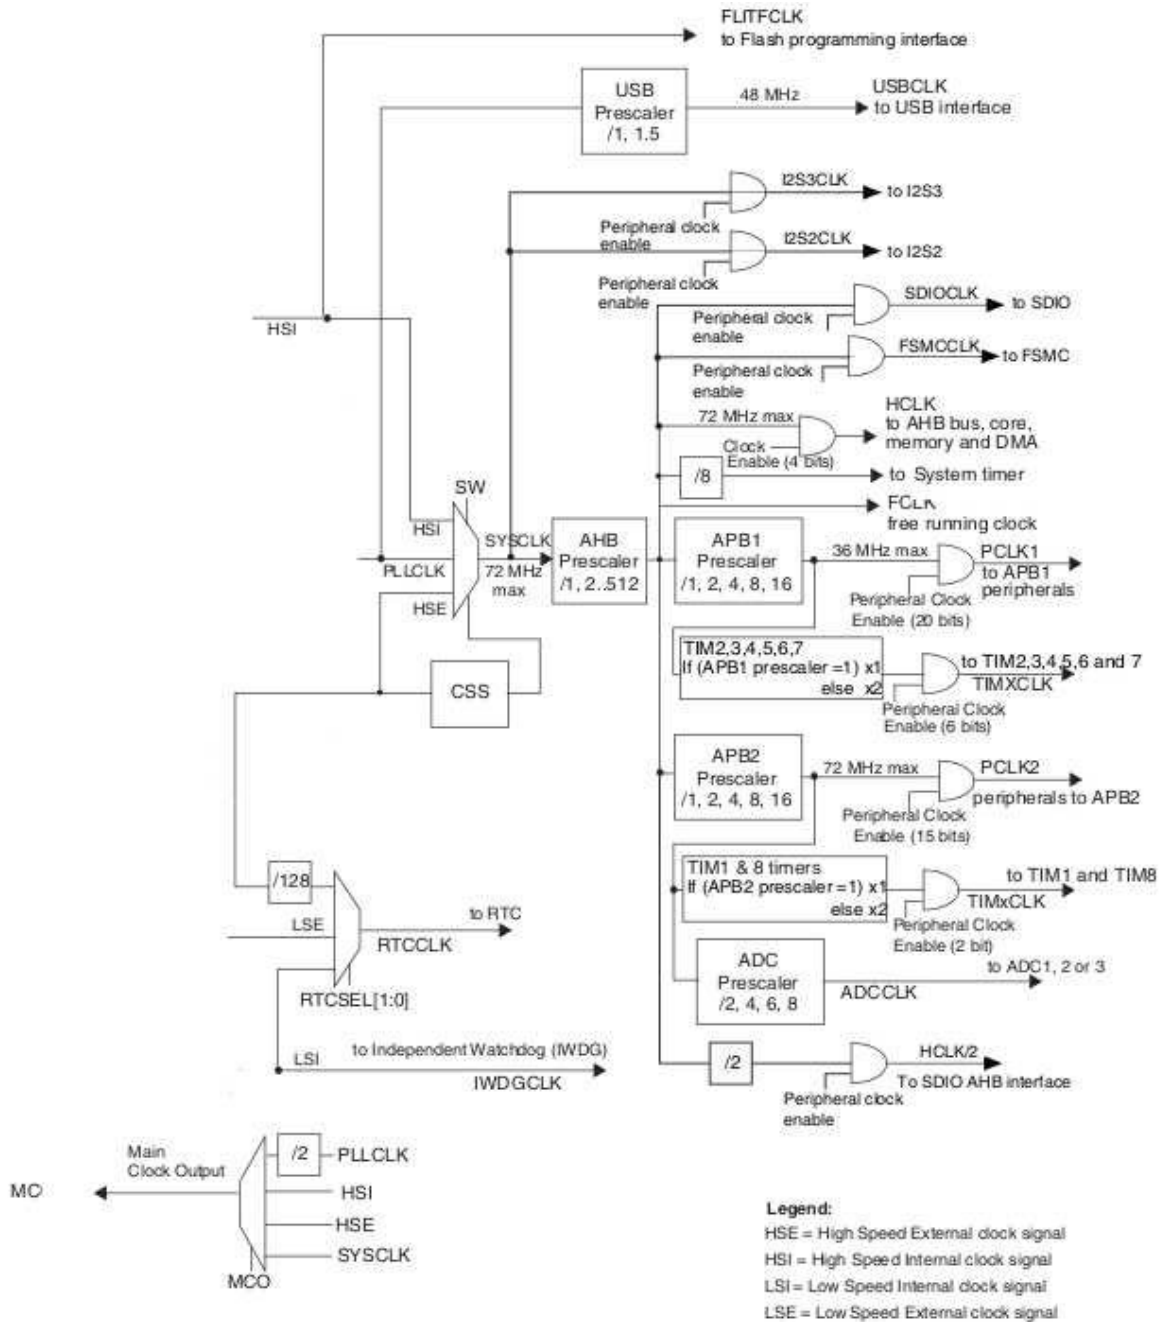 FLITFCLK
to Flash programming interface
USB
Prescaler
/1, 1.5
48 MHz
USBCLK
to USB interface
I2S3CLK
to I2S3
Peripheral clock
enable
I2S2CLK
to I2S2
Peripheral clock
enable
SDIOCLK
to SDIO
Peripheral clock
enable
HSI
FSMCCLK
to FSMC
Peripheral clock
enable
72 MHz max
HCLK
to AHB bus, core,
memory and DMA
Clock
Enable (4 bits)
/8
to System timer
FCLK
free running clock
SW
HSI
PLLCLK
HSE
SYSCLK
72 MHz
max
AHB
Prescaler
/1, 2..512
APB1
Prescaler
/1, 2, 4, 8, 16
36 MHz max
PCLK1
to APB1
peripherals
Peripheral Clock
Enable (20 bits)
CSS
TIM2,3,4,5,6,7
If (APB1 prescaler =1) x1
else x2
to TIM2,3,4,5,6 and 7
TIMXCLK
Peripheral Clock
Enable (6 bits)
APB2
Prescaler
/1, 2, 4, 8, 16
72 MHz max
PCLK2
peripherals to APB2
Peripheral Clock
Enable (15 bits)
TIM1 & 8 timers
If (APB2 prescaler =1) x1
else x2
to TIM1 and TIM8
TIMxCLK
Peripheral Clock
Enable (2 bit)
/128
LSE
to RTC
RTCCLK
RTCSEL[1:0]
ADC
Prescaler
/2, 4, 6, 8
to ADC1, 2 or 3
ADCCLK
LSI
to Independent Watchdog (IWDG)
IWDGCLK
/2
HCLK/2
To SDIO AHB interface
Peripheral clock
enable
Main
Clock Output
MC
/2
PLLCLK
HSI
HSE
SYSCLK
MCO
Legend:
HSE = High Speed External clock signal
HSI = High Speed Internal clock signal
LSI = Low Speed Internal clock signal
LSE = Low Speed External clock signal